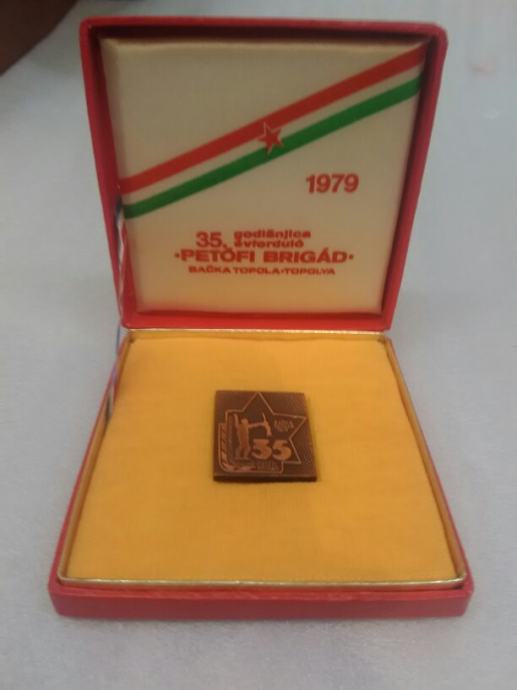 1979
35. godišnjica
évforduló
·PETŐFI BRIGÁD·
BAČKA TOPOLA·TOPOLYA
35